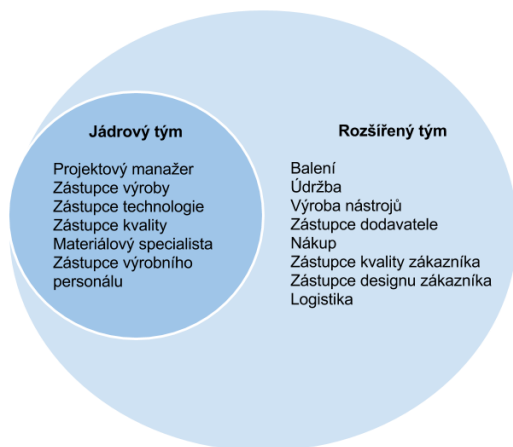 Jádrový tým
Projektový manažer
Zástupce výroby
Zástupce technologie
Zástupce kvality
Materiálový specialista
Zástupce výrobního
personálu
Rozšířený tým
Balení
Údržba
Výroba nástrojů
Zástupce dodavatele
Nákup
Zástupce kvality zákazníka
Zástupce designu zákazníka
Logistika